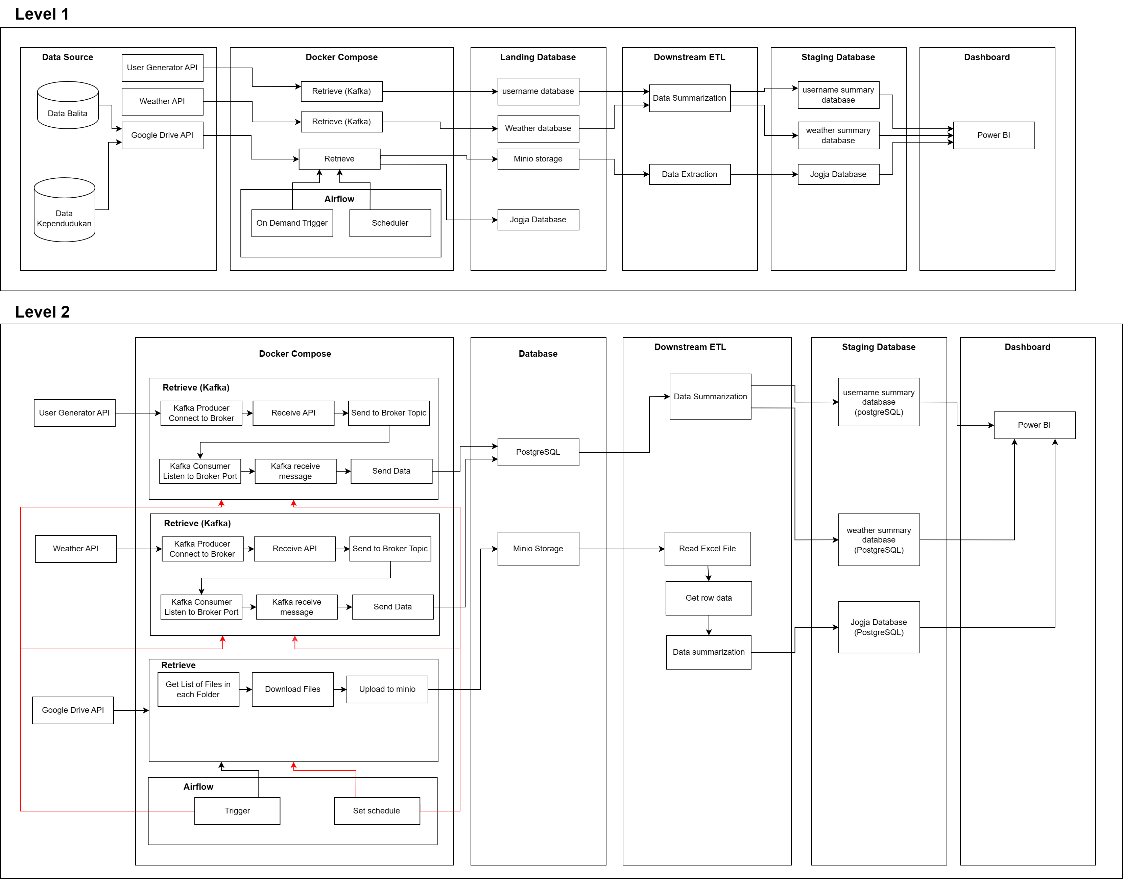 Level 1
Data Source
Data Balita
Data
Kependudukan
User Generator API
Weather API
Google Drive API
Docker Compose
Retrieve (Kafka)
Retrieve (Kafka)
Retrieve
Airflow
On Demand Trigger
Scheduler
Landing Database
username database
Weather database
Minio storage
Jogja Database
Downstream ETL
Data Summarization
Data Extraction
Staging Database
username summary
database
weather summary
database
Jogja Database
Dashboard
Power BI
Level 2
User Generator API
Weather API
Google Drive API
Docker Compose
Retrieve (Kafka)
Kafka Producer
Connect to Broker
Receive API
Send to Broker Topic
Kafka Consumer
Listen to Broker Port
Kafka receive
message
Send Data
Retrieve (Kafka)
Kafka Producer
Connect to Broker
Receive API
Send to Broker Topic
Kafka Consumer
Listen to Broker Port
Kafka receive
message
Send Data
Retrieve
Get List of Files in
each Folder
Download Files
Upload to minio
Airflow
Trigger
Set schedule
Database
PostgreSQL
Minio Storage
Downstream ETL
Data Summarization
Read Excel File
Get row data
Data summarization
Staging Database
username summary
database
(postgreSQL)
weather summary
database
(PostgreSQL)
Jogja Database
(PostgreSQL)
Dashboard
Power BI